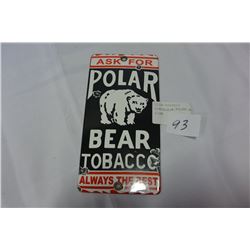 ASK FOR
POLAR
BEAR
TOBACCO
ALWAYS THE BEST
93